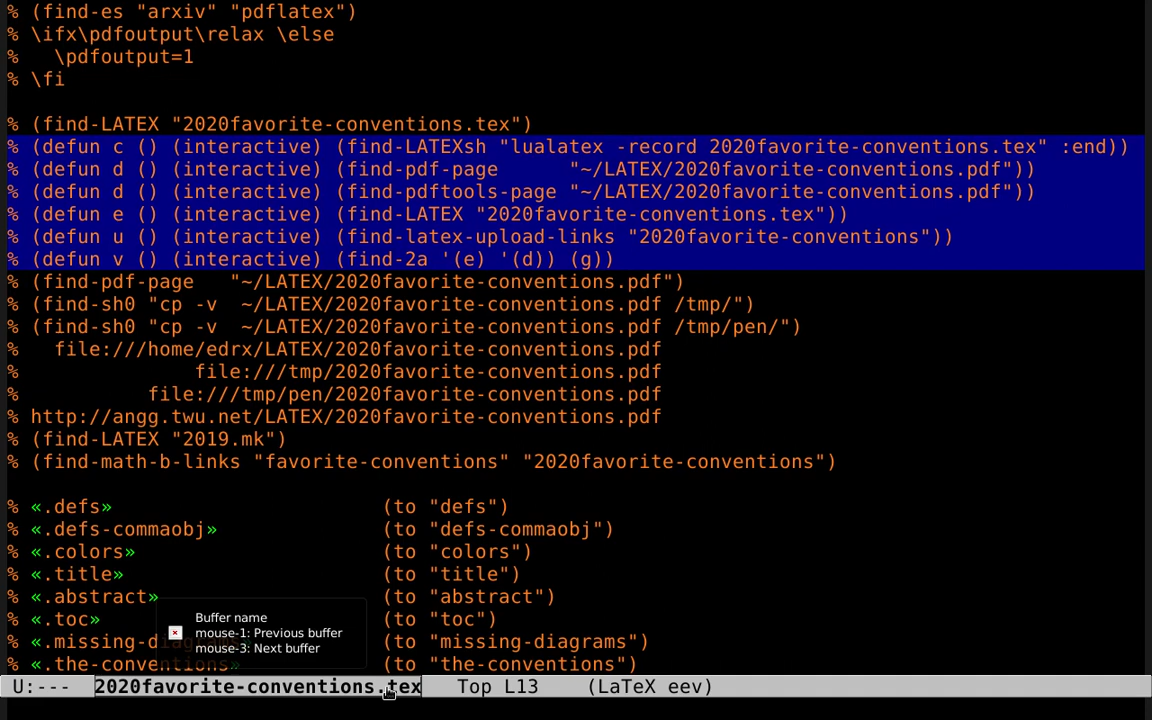 % (find-es "arxiv" "pdflatex")
% \ifx\pdfoutput\relax \else
%   \pdfoutput=1
% \fi
% (find-LATEX "2020favorite-conventions.tex")
% (defun c () (interactive) (find-LATEXsh "lualatex -record 2020favorite-conventions.tex" :end))
% (defun d () (interactive) (find-pdf-page      "~/LATEX/2020favorite-conventions.pdf"))
% (defun d () (interactive) (find-pdftools-page "~/LATEX/2020favorite-conventions.pdf"))
% (defun e () (interactive) (find-LATEX "2020favorite-conventions.tex"))
% (defun u () (interactive) (find-latex-upload-links "2020favorite-conventions"))
% (defun v () (interactive) (find-2a '(e) '(d)) (g))
% (find-pdf-page   "~/LATEX/2020favorite-conventions.pdf")
% (find-sh0 "cp -v  ~/LATEX/2020favorite-conventions.pdf /tmp/")
% (find-sh0 "cp -v  ~/LATEX/2020favorite-conventions.pdf /tmp/pen/")
%   file:///home/edrx/LATEX/2020favorite-conventions.pdf
%               file:///tmp/2020favorite-conventions.pdf
%           file:///tmp/pen/2020favorite-conventions.pdf
% http://angg.twu.net/LATEX/2020favorite-conventions.pdf
% (find-LATEX "2019.mk")
% (find-math-b-links "favorite-conventions" "2020favorite-conventions")
% «.defs»                       (to "defs")
% «.defs-commaobj»              (to "defs-commaobj")
% «.colors»                     (to "colors")
% «.title»                      (to "title")
% «.abstract»                   (to "abstract")
% «.toc»                        (to "toc")
% «.missing-diagrams»           (to "missing-diagrams")
% «.the-conventions»            (to "the-conventions")
Buffer name
mouse-1: Previous buffer
mouse-3: Next buffer
U:---  2020favorite-conventions.tex   Top L13    (LaTeX eev)